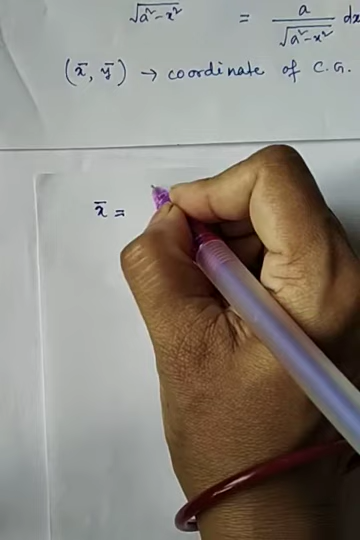 √a²-x² = a / √a²-x² dx
(x̄, ȳ) → coordinate of C.G.
x̄ =